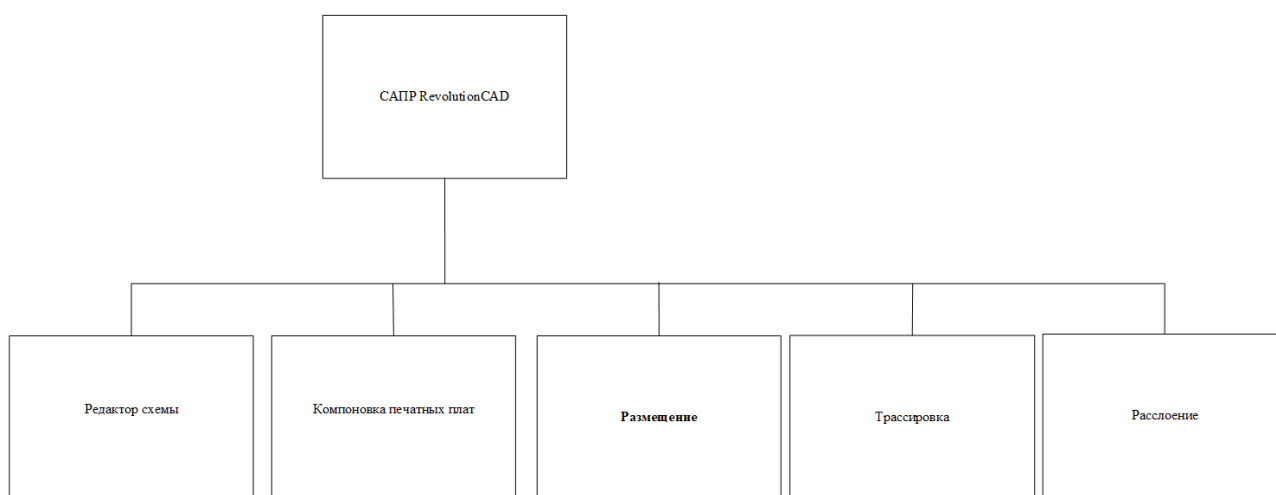 САПР RevolutionCAD
Редактор схемы
Компоновка печатных плат
Размещение
Трассировка
Расслоение